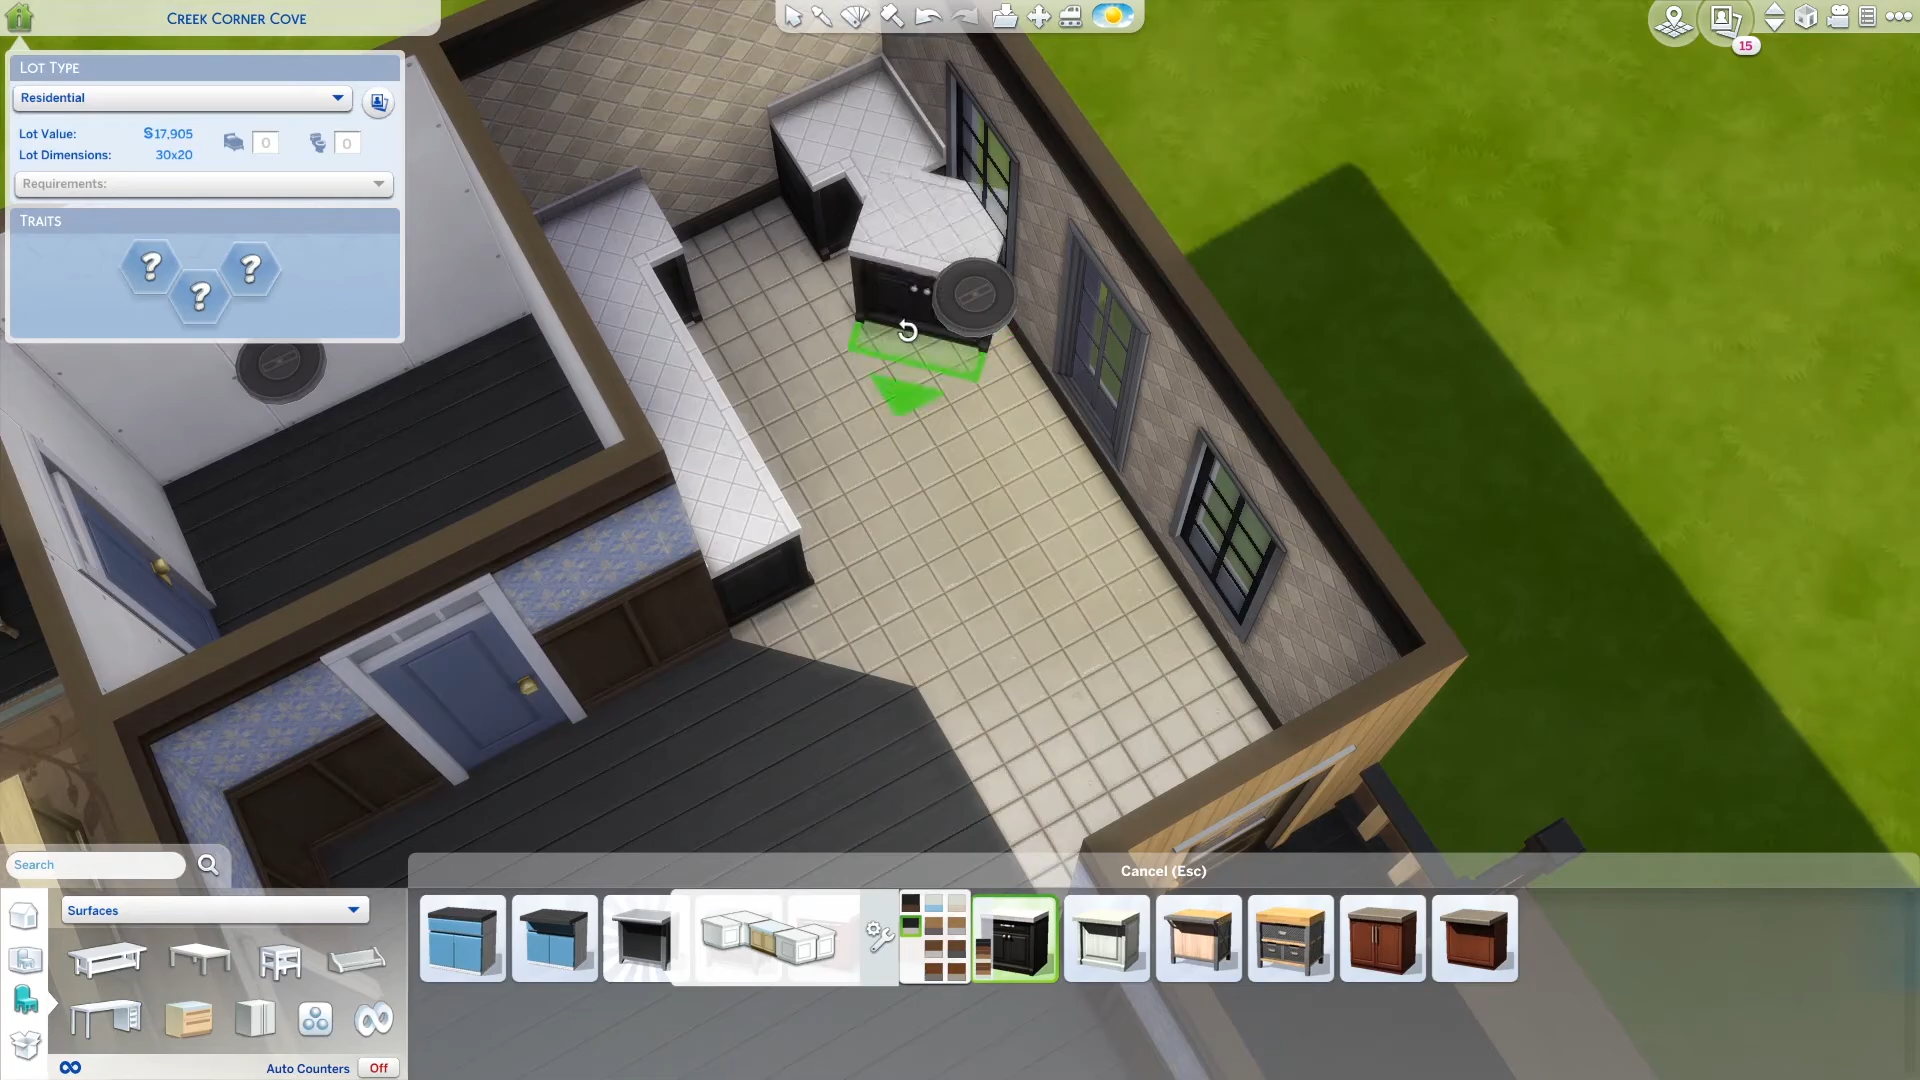 CREEK CORNER COVE
15
LOT TYPE
Residential
Lot Value: §17,905
0
0
Lot Dimensions: 30x20
Requirements:
TRAITS
? ? ?
Search
Cancel (Esc)
Surfaces
Auto Counters Off